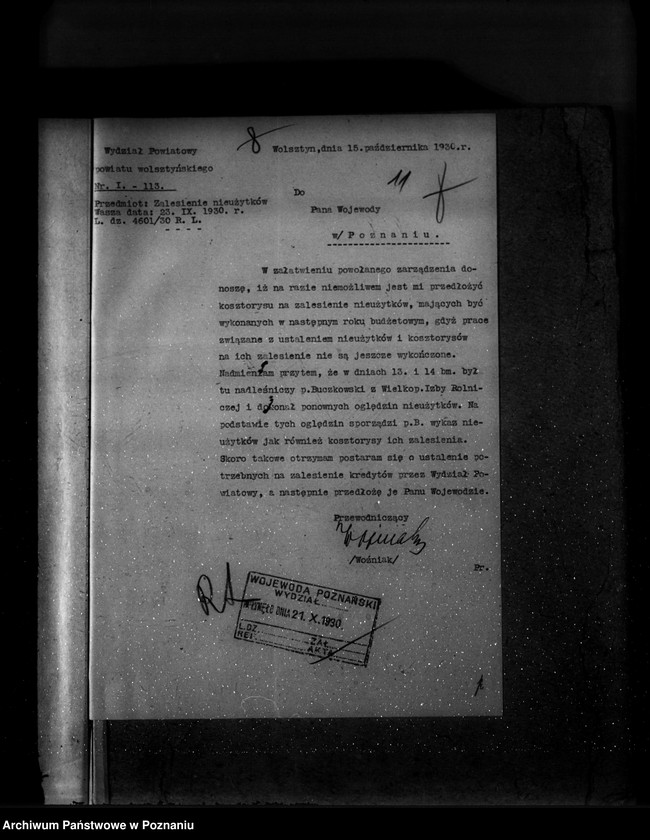 Wydział Powiatowy
powiatu wolsztyńskiego
Nr. I. - 113.
Przedmiot: Zalesienie nieużytków
Wasza data: 23. IX. 1930. r.
L. dz. 4601/30 R. L.
8
Wolsztyn,dnia 15.października 1930.r.
11
Do
Pana Wojewody
w/ Poznaniu.
W załatwieniu powołanego zarządzenia do-
noszę, iż na razie niemożliwem jest mi przedłożyć
kosztorysu na zalesienie nieużytków, mających być
wykonanych w następnym roku budżetowym, gdyż prace
związane z ustaleniem nieużytków i kosztorysów
na ich zalesienie nie są jeszcze wykończone.
Nadmieniam przytem, że w dniach 13. i 14 bm. był
tu nadleśniczy p.Buczkowski z Wielkop.Izby Rolni-
czej i dokonał ponownych oględzin nieużytków. Na
podstawie tych oględzin sporządzi p.B. wykaz nie-
użytków jak również kosztorysy ich zalesienia.
Skoro takowe otrzymam postaram się o ustalenie po-
trzebnych na zalesienie kredytów przez Wydział Po-
wiatowy, a następnie przedłożę je Panu Wojewodzie.
Przewodniczący
/Woźniak/
Pr.
WOJEWODA POZNAŃSKI
WYDZIAŁ
WPŁYNĘŁO DNIA 21. X. 1930
L.DZ. ZAŁ.
REF. AKTA
Archiwum Państwowe w Poznaniu